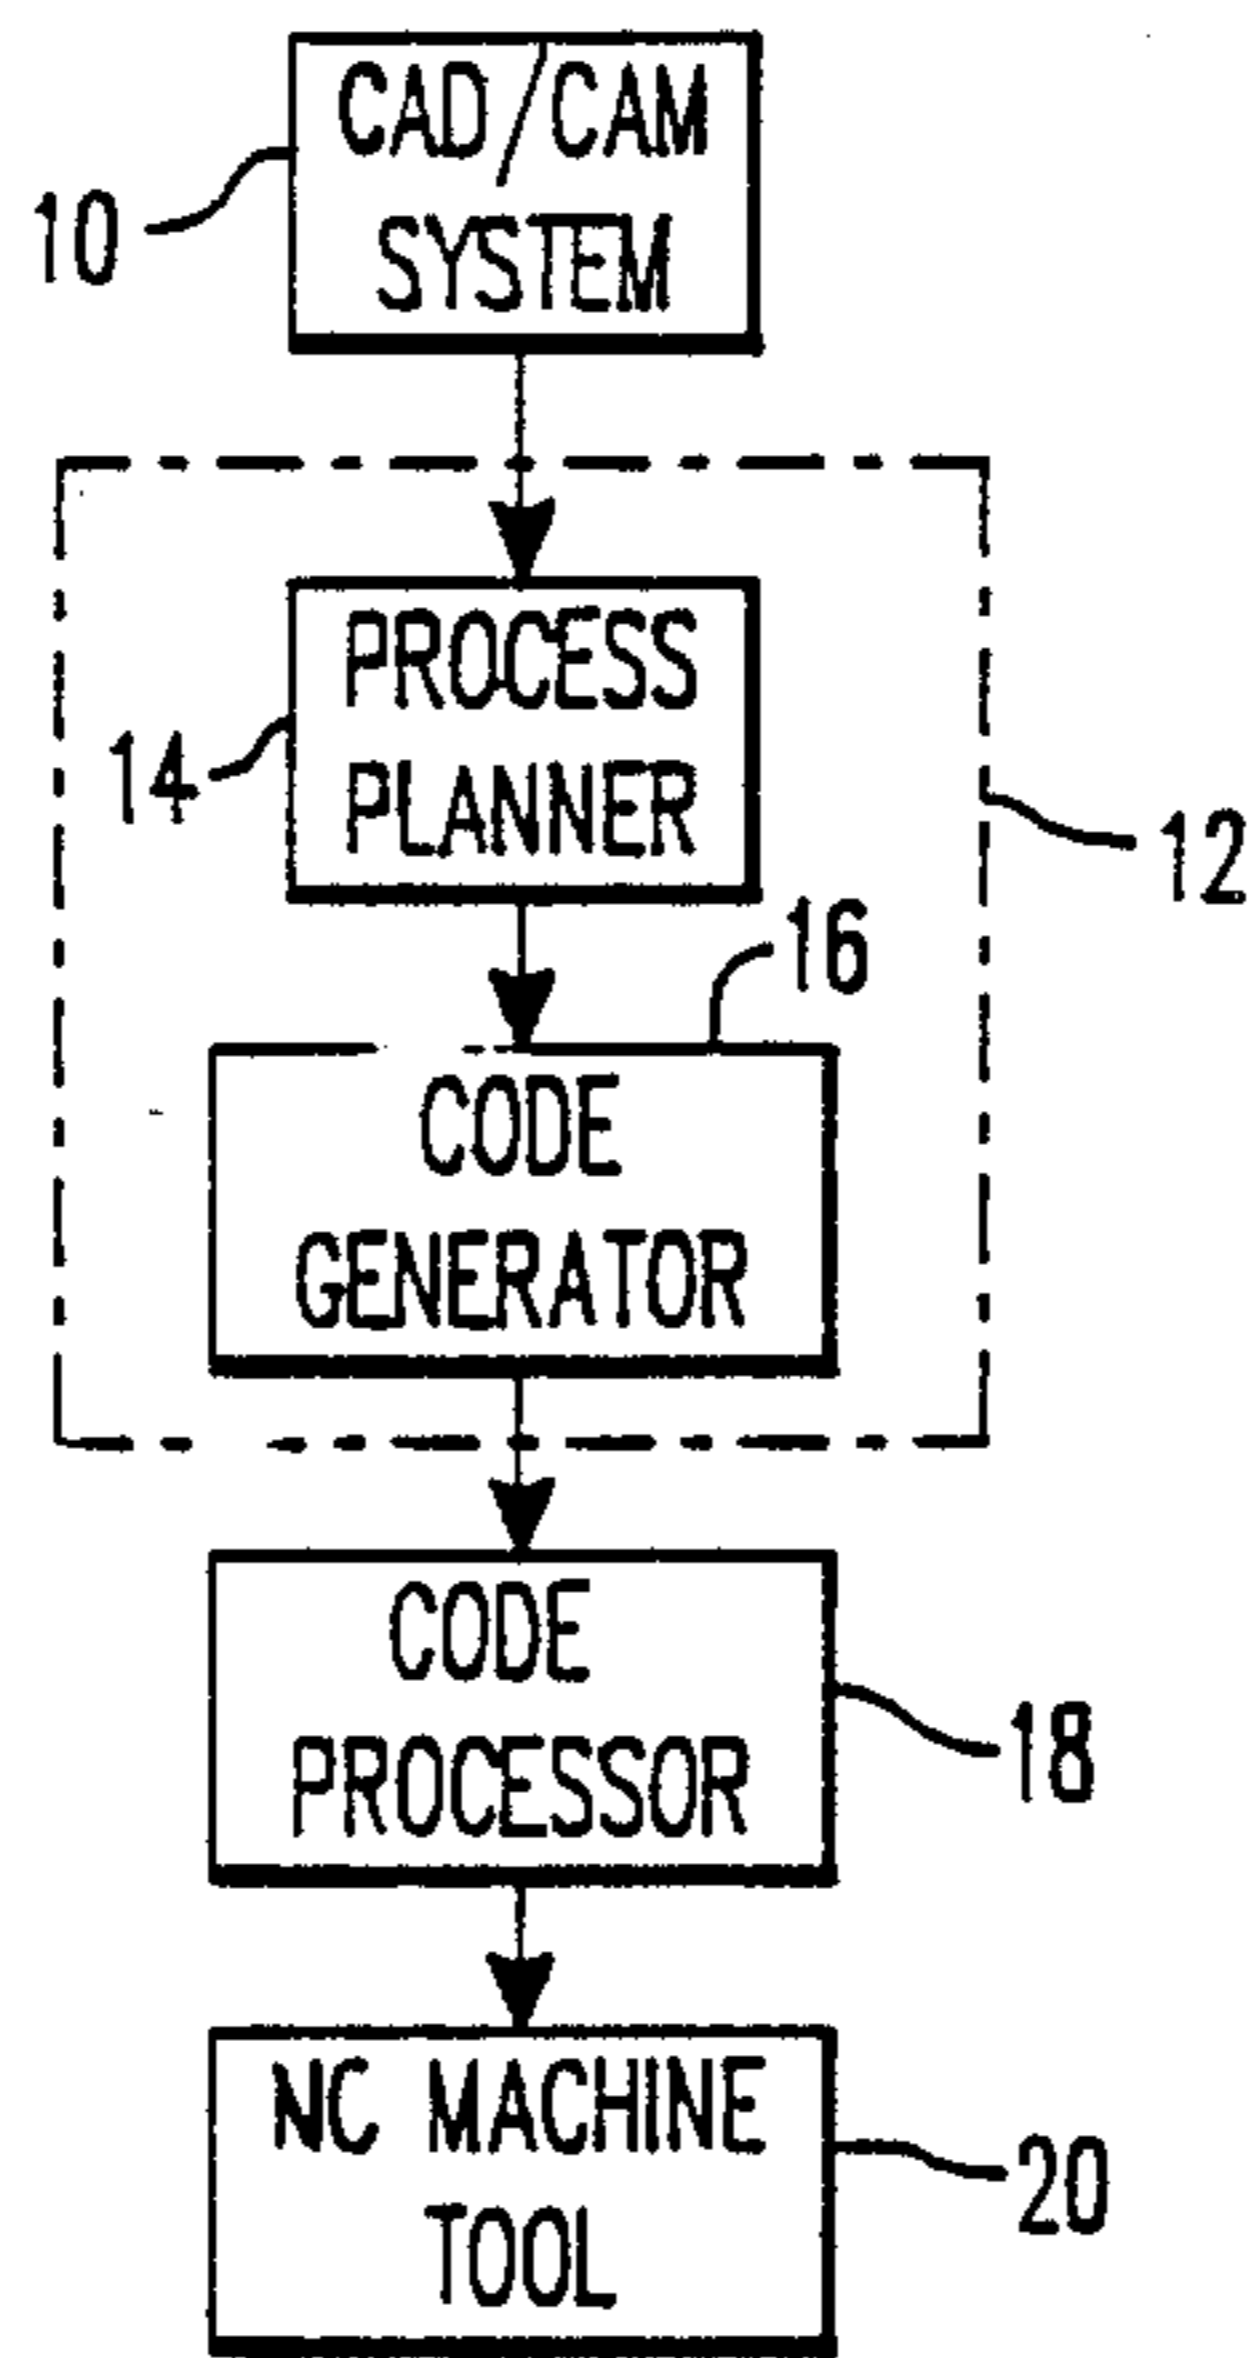 CAD/CAM
SYSTEM
10
PROCESS
PLANNER
14
12
16
CODE
GENERATOR
CODE
PROCESSOR
18
NC MACHINE
TOOL
20